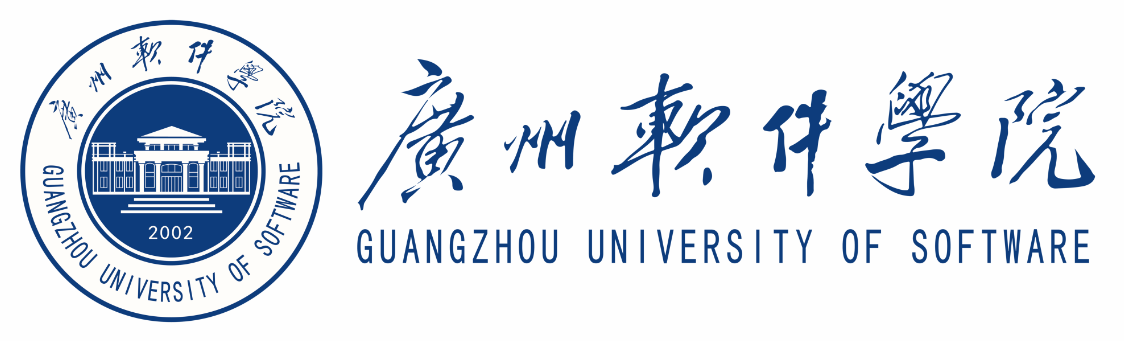 廣州軟件學院
2002
GUANGZHOU UNIVERSITY OF SOFTWARE
廣州軟件學院
GUANGZHOU UNIVERSITY OF SOFTWARE